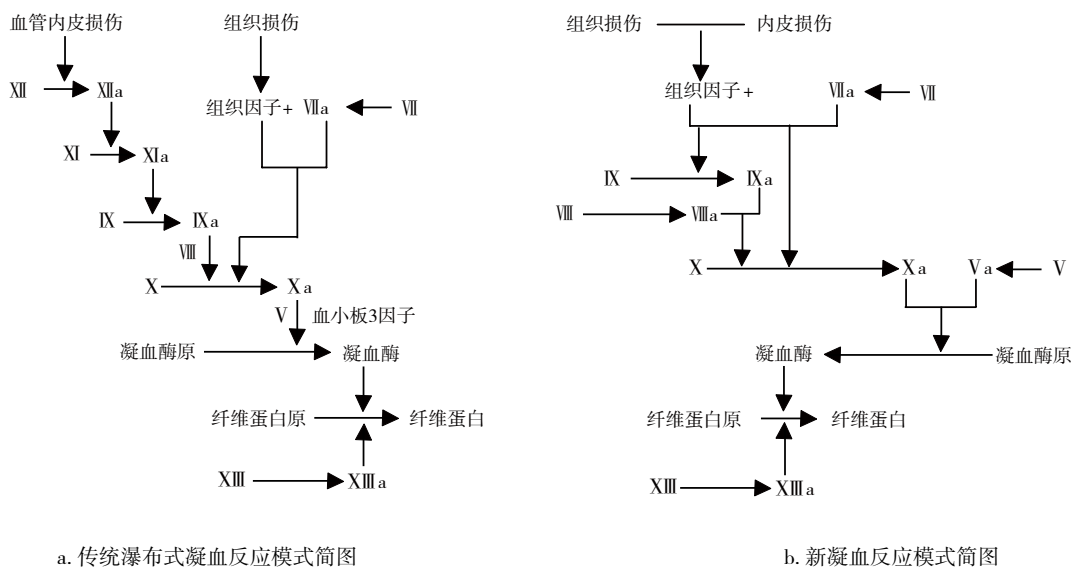 血管内皮损伤
组织损伤
Ⅻ
Ⅻa
组织因子+ Ⅶa
Ⅶ
Ⅺ
Ⅺa
Ⅸ
Ⅸa
Ⅷ
Ⅹ
Ⅹa
Ⅴ
血小板3因子
凝血酶原
凝血酶
纤维蛋白原
纤维蛋白
ⅩⅢ
ⅩⅢa
a. 传统瀑布式凝血反应模式简图
组织损伤
内皮损伤
组织因子+
Ⅶa
Ⅶ
Ⅸ
Ⅸa
Ⅷ
Ⅷa
Ⅹ
Ⅹa
Ⅴa
Ⅴ
凝血酶
凝血酶原
纤维蛋白原
纤维蛋白
ⅩⅢ
ⅩⅢa
b. 新凝血反应模式简图